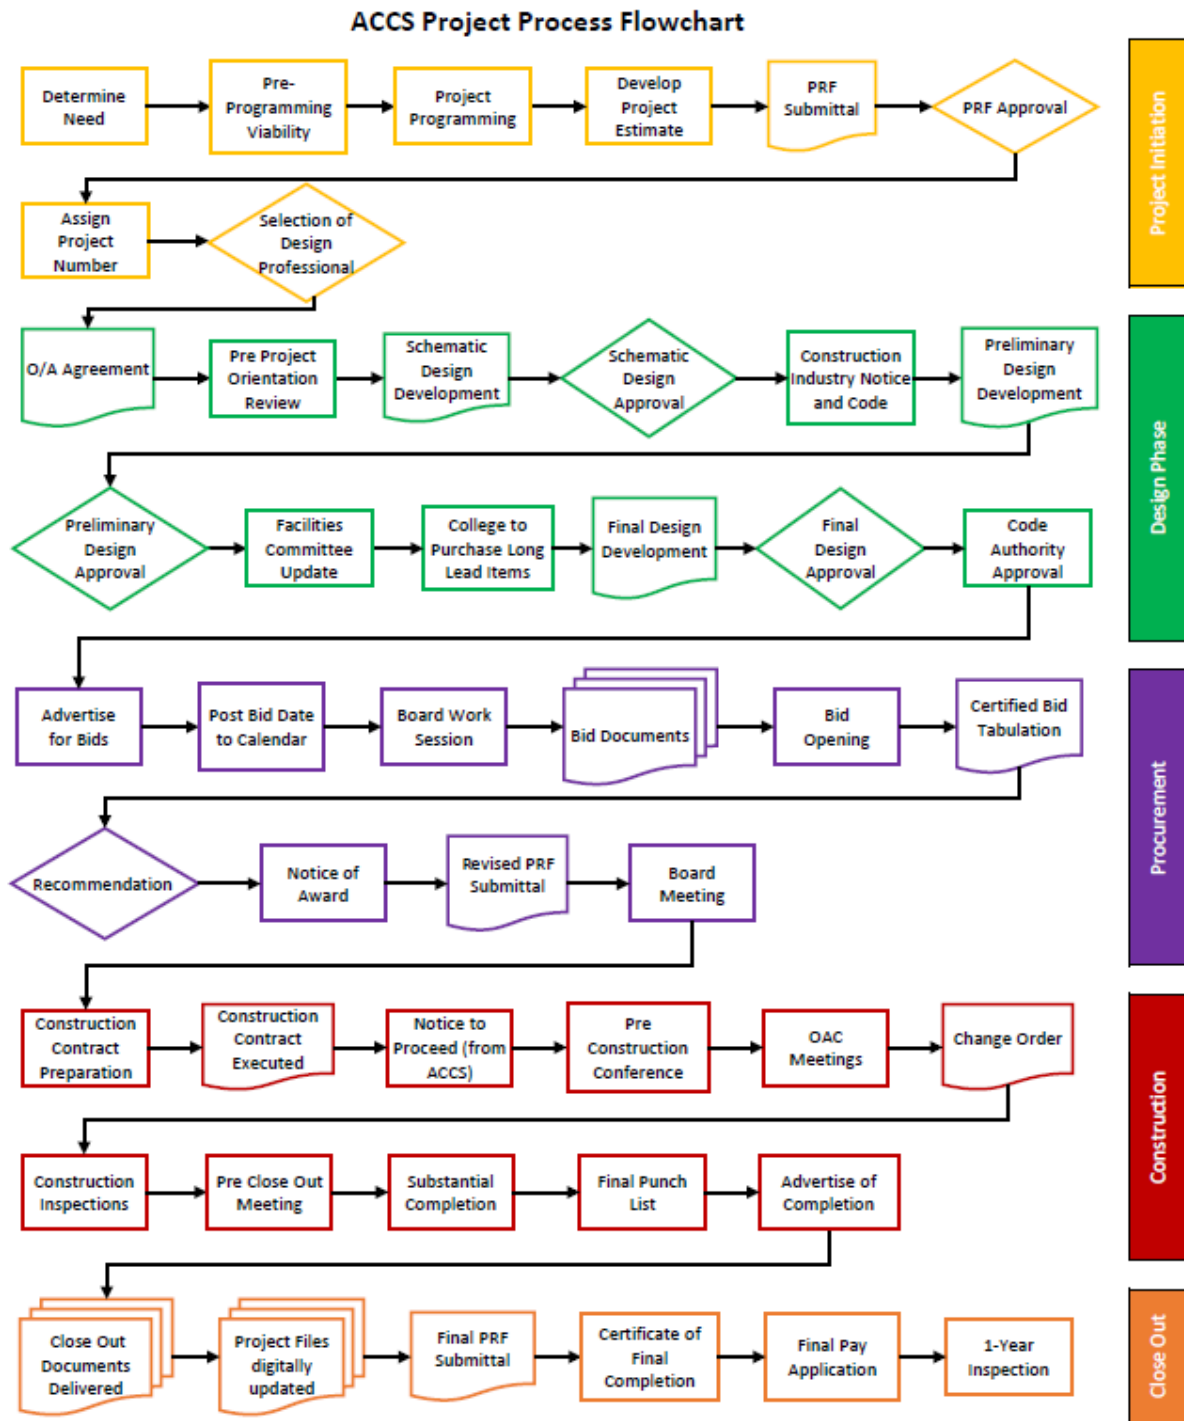 ACCS Project Process Flowchart
Determine
Need
Pre-
Programming
Viability
Project
Programming
Develop
Project
Estimate
PRF
Submittal
PRF Approval
Project Initiation
Assign
Project
Number
Selection of
Design
Professional
O/A Agreement
Pre Project
Orientation
Review
Schematic
Design
Development
Schematic
Design
Approval
Construction
Industry Notice
and Code
Preliminary
Design
Development
Design Phase
Preliminary
Design
Approval
Facilities
Committee
Update
College to
Purchase Long
Lead Items
Final Design
Development
Final
Design
Approval
Code
Authority
Approval
Advertise
for Bids
Post Bid Date
to Calendar
Board Work
Session
Bid Documents
Bid
Opening
Certified Bid
Tabulation
Procurement
Recommendation
Notice of
Award
Revised PRF
Submittal
Board
Meeting
Construction
Contract
Preparation
Construction
Contract
Executed
Notice to
Proceed (from
ACCS)
Pre
Construction
Conference
OAC
Meetings
Change Order
Construction
Construction
Inspections
Pre Close Out
Meeting
Substantial
Completion
Final Punch
List
Advertise of
Completion
Close Out
Documents
Delivered
Project Files
digitally
updated
Final PRF
Submittal
Certificate of
Final
Completion
Final Pay
Application
1-Year
Inspection
Close Out